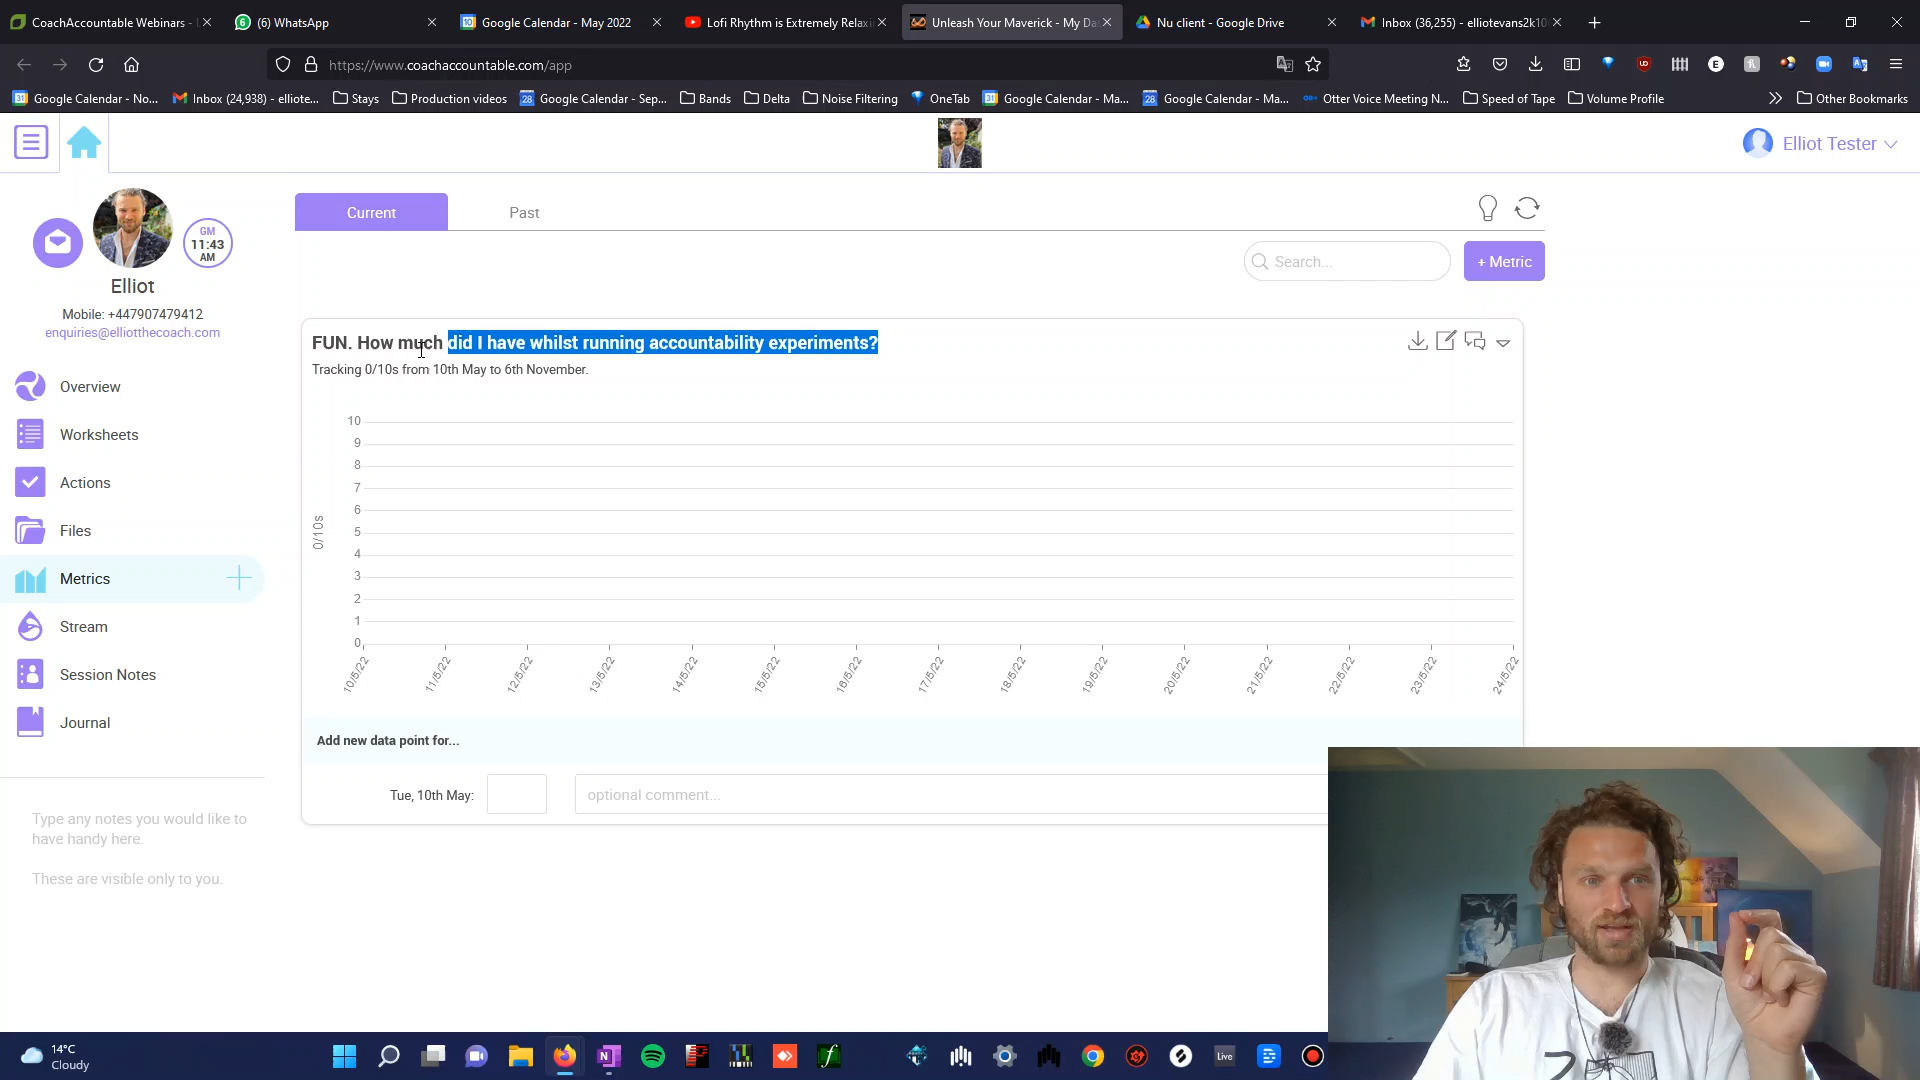 CoachAccountable Webinars -
(6) WhatsApp
Google Calendar - May 2022
Lofi Rhythm is Extremely Relaxi
Unleash Your Maverick - My Da
Nu client - Google Drive
Inbox (36,255) - elliotevans2k10
https://www.coachaccountable.com/app
Google Calendar - No...
Inbox (24,938) - elliote...
Stays
Production videos
Google Calendar - Sep...
Bands
Delta
Noise Filtering
OneTab
Google Calendar - Ma...
Google Calendar - Ma...
Otter Voice Meeting N...
Speed of Tape
Volume Profile
Other Bookmarks
Elliot Tester
GM
11:43
AM
Elliot
Mobile: +447907479412
enquiries@elliotthecoach.com
Overview
Worksheets
Actions
Files
Metrics
Stream
Session Notes
Journal
Type any notes you would like to
have handy here.
These are visible only to you.
Current
Past
Search...
+ Metric
FUN. How much did I have whilst running accountability experiments?
Tracking 0/10s from 10th May to 6th November.
0/10s
10
9
8
7
6
5
4
3
2
1
0
10/5/22
11/5/22
12/5/22
13/5/22
14/5/22
15/5/22
16/5/22
17/5/22
18/5/22
19/5/22
20/5/22
21/5/22
22/5/22
23/5/22
24/5/22
Add new data point for...
Tue, 10th May:
optional comment...
14°C
Cloudy
Live